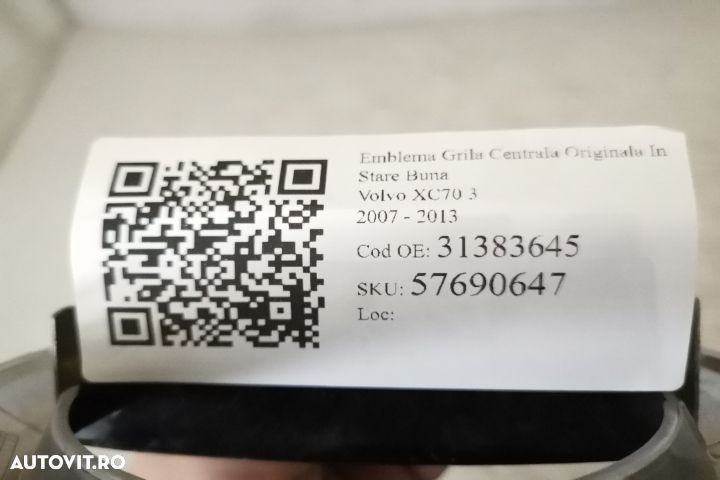 Emblema Grila Centrala Originala In
Stare Buna
Volvo XC70 3
2007 - 2013
Cod OE: 31383645
SKU: 57690647
Loc:
AUTOVIT.RO